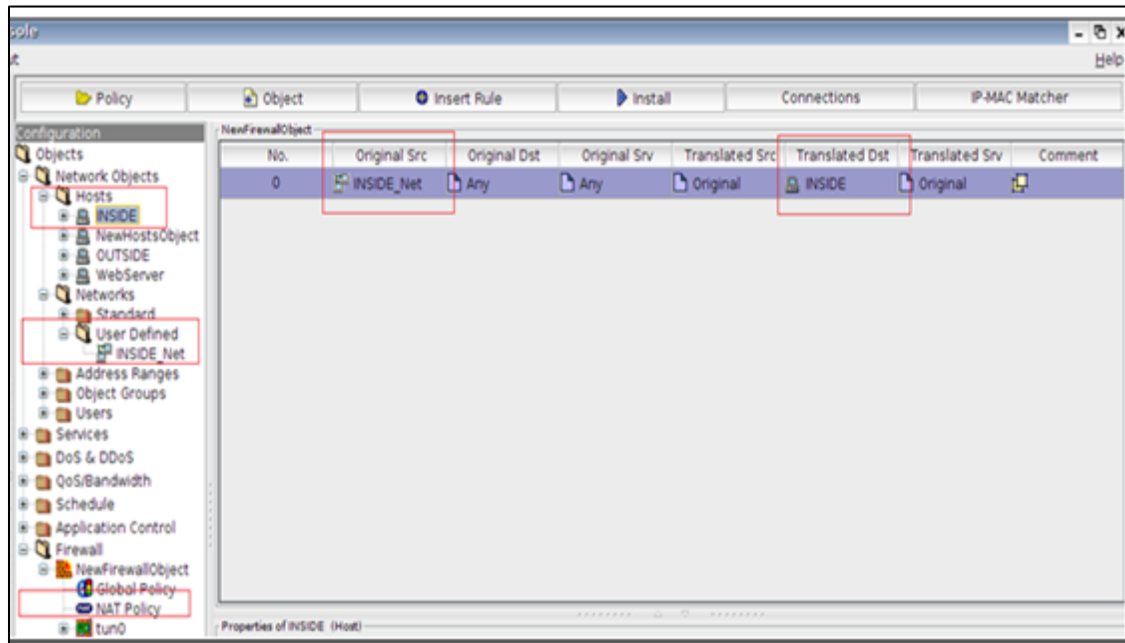 sole
Help
Policy Object Insert Rule Install Connections IP-MAC Matcher
Configuration
Objects
Network Objects
Hosts
INSIDE
NewHostsObject
OUTSIDE
WebServer
Networks
Standard
User Defined
INSIDE_Net
Address Ranges
Object Groups
Users
Services
DoS & DDoS
QoS/Bandwidth
Schedule
Application Control
Firewall
NewFirewallObject
Global Policy
NAT Policy
tun0
NewFirewallObject
No. Original Src Original Dst Original Srv Translated Src Translated Dst Translated Srv Comment
0 INSIDE_Net Any Any Original INSIDE Original
Properties of INSIDE (Host)